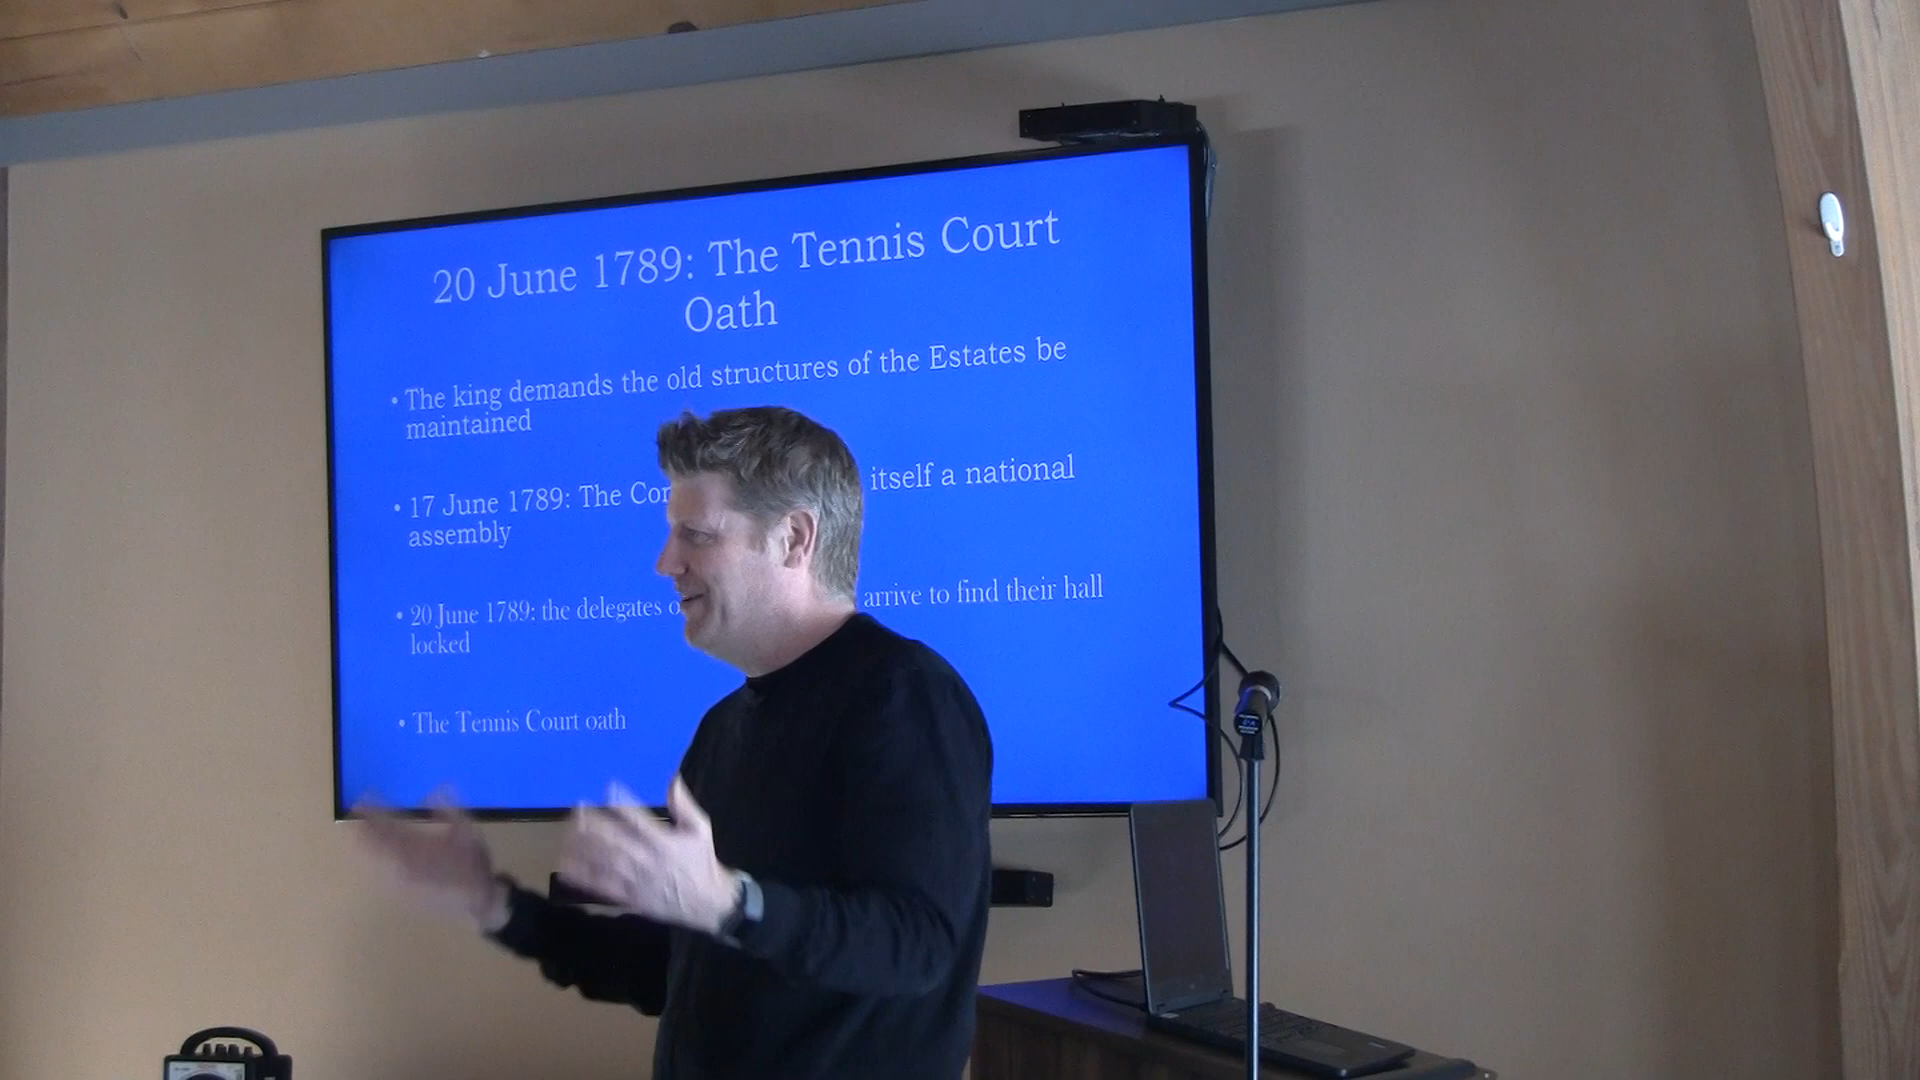 20 June 1789: The Tennis Court
Oath
• The king demands the old structures of the Estates be
maintained
• 17 June 1789: The itself a national
assembly
• 20 June 1789: the delegates arrive to find their hall
locked
• The Tennis Court oath